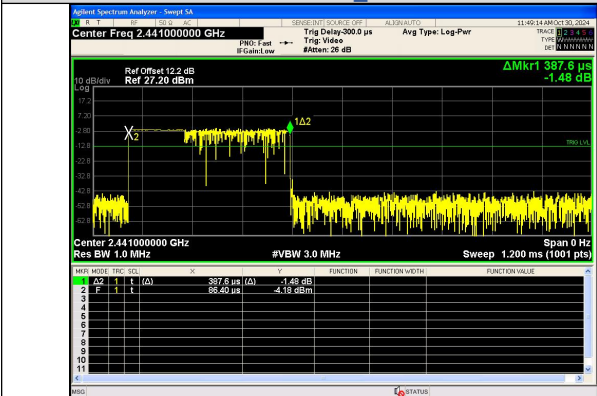 Agilent Spectrum Analyzer - Swept SA
R T RF 50 Ω AC SENSE:INT SOURCE OFF ALIGN AUTO 11:49:14 AM Oct 30, 2024
Center Freq 2.441000000 GHz
PNO: Fast
IFGain:Low
Trig Delay-300.0 µs
Trig: Video
#Atten: 26 dB
Avg Type: Log-Pwr
TRACE 1 2 3 4 5 6
TYPE
DET N N N N N N
ΔMkr1 387.6 µs
-1.48 dB
Ref Offset 12.2 dB
10 dB/div Ref 27.20 dBm
Log
17.2
7.20
1Δ2
-2.80
X2
-12.8
TRIG LVL
-22.8
-32.8
-42.8
-52.8
-62.8
Center 2.441000000 GHz Span 0 Hz
Res BW 1.0 MHz #VBW 3.0 MHz Sweep 1.200 ms (1001 pts)
MKR MODE TRC SCL X Y FUNCTION FUNCTION WIDTH FUNCTION VALUE
1 Δ2 1 t (Δ) 387.6 µs (Δ) -1.48 dB
2 F 1 t 86.40 µs -4.18 dBm
3
4
5
6
7
8
9
10
11
MSG STATUS